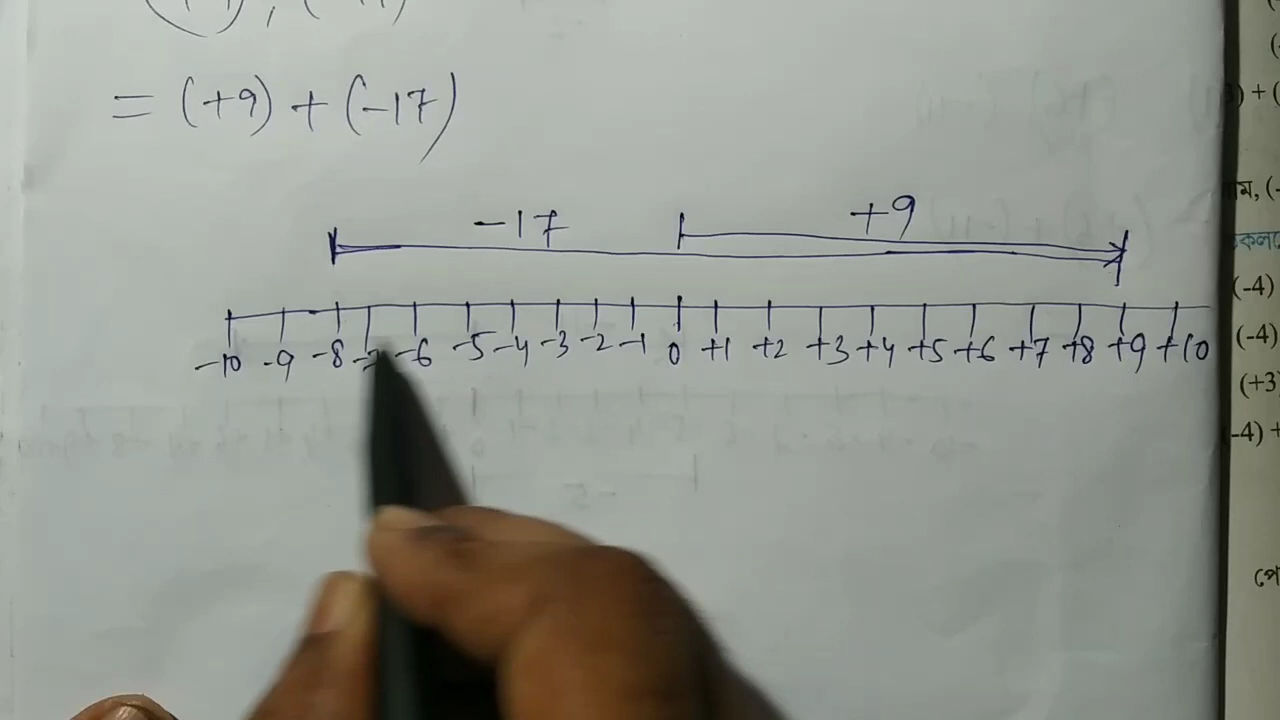 = (+9) + (-17)
-17 +9
-10 -9 -8 -7 -6 -5 -4 -3 -2 -1 0 +1 +2 +3 +4 +5 +6 +7 +8 +9 +10
) + (
(-4)
(-4)
(+3)
-4) +